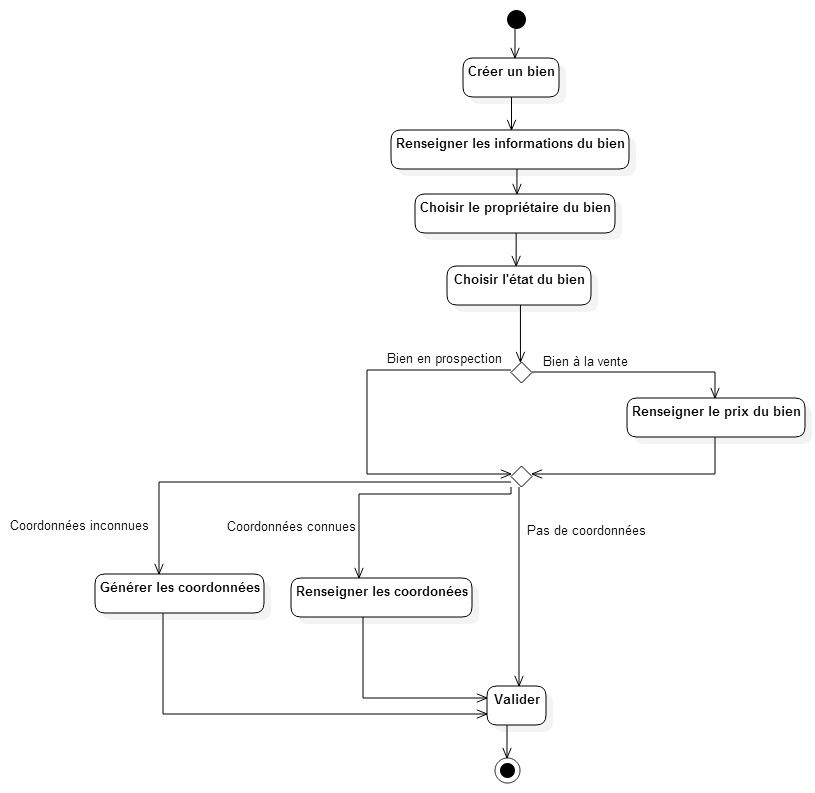 Créer un bien
Renseigner les informations du bien
Choisir le propriétaire du bien
Choisir l'état du bien
Bien en prospection
Bien à la vente
Renseigner le prix du bien
Coordonnées inconnues
Coordonnées connues
Pas de coordonnées
Générer les coordonnées
Renseigner les coordonées
Valider